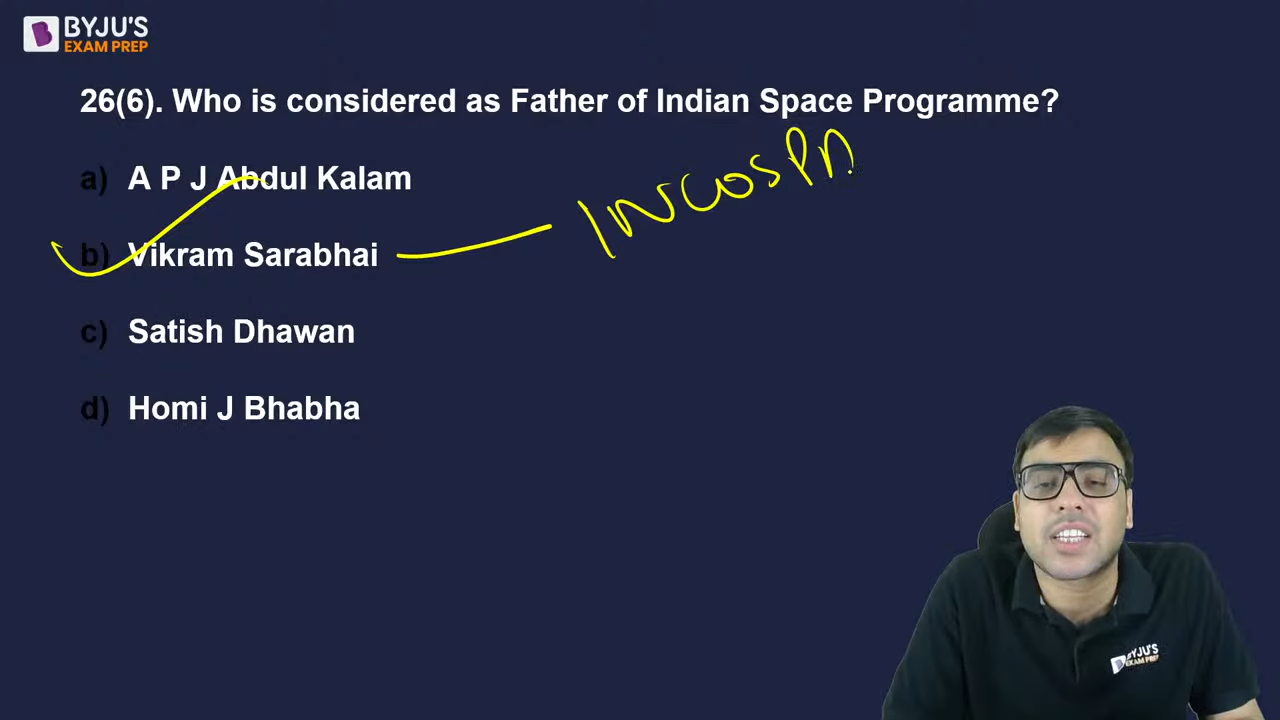 BYJU'S
EXAM PREP
26(6). Who is considered as Father of Indian Space Programme?
a) A P J Abdul Kalam
b) Vikram Sarabhai
INCOSPA
c) Satish Dhawan
d) Homi J Bhabha
BYJU'S
EXAM PREP